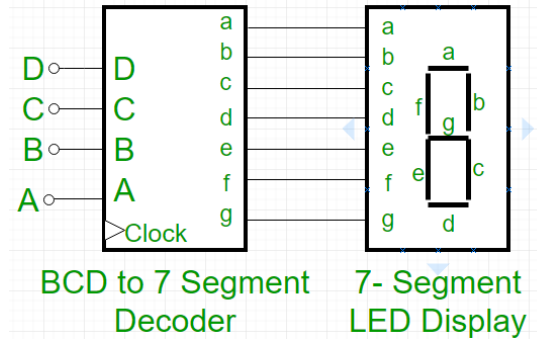 a
b
c
d
e
f
g
D
C
B
A
D
C
B
A
Clock
a
b
c
d
e
f
g
a
f b
g
e c
d
BCD to 7 Segment
Decoder
7- Segment
LED Display